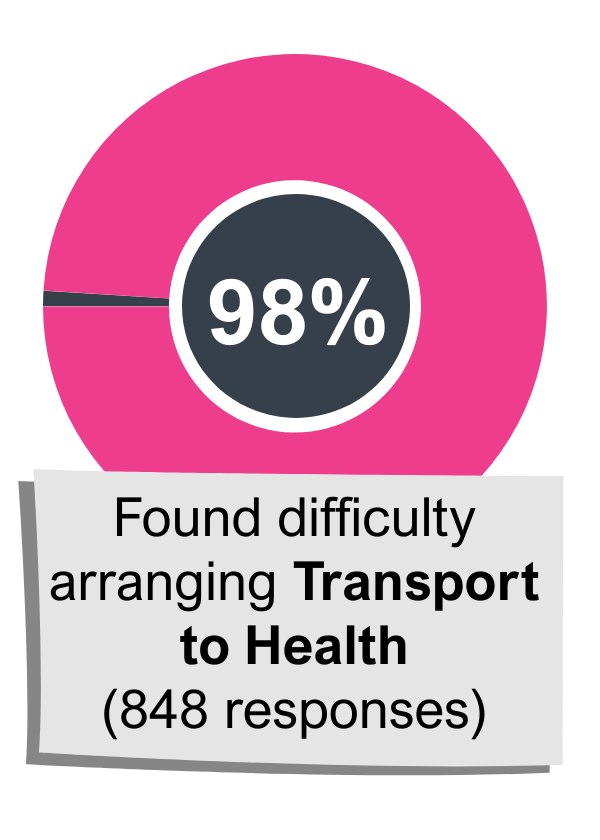 98%
Found difficulty
arranging Transport
to Health
(848 responses)